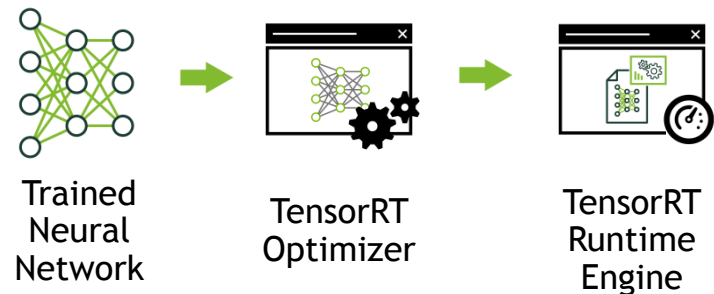 Trained
Neural
Network
TensorRT
Optimizer
TensorRT
Runtime
Engine